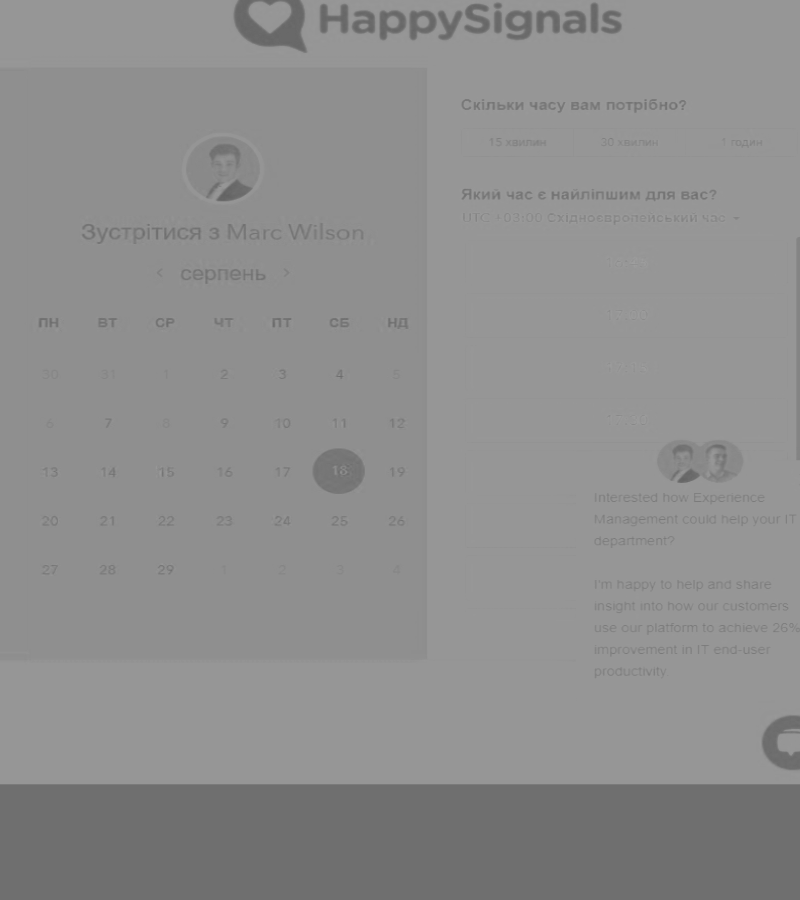 HappySignals
Зустрітися з Marc Wilson
серпень
ПН ВТ СР ЧТ ПТ СБ НД
30 31 1 2 3 4 5
6 7 8 9 10 11 12
13 14 15 16 17 18 19
20 21 22 23 24 25 26
27 28 29 1 2 3 4
Скільки часу вам потрібно?
15 хвилин 30 хвилин 1 годин
Який час є найліпшим для вас?
UTC +03:00 Східноєвропейський час
Interested how Experience
Management could help your IT
department?
I'm happy to help and share
insight into how our customers
use our platform to achieve 26%
improvement in IT end-user
productivity.